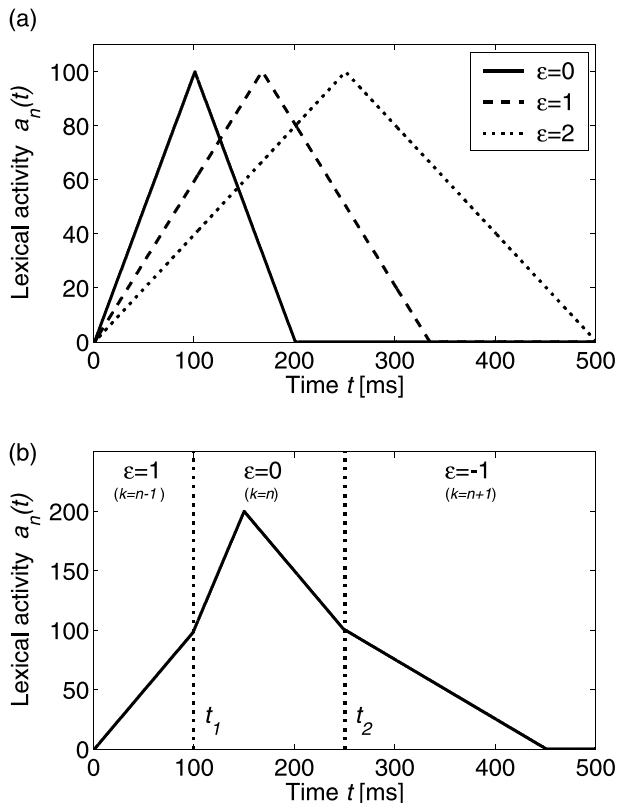 (a)
Lexical activity a_n(t)
100
80
60
40
20
0
ε=0
ε=1
ε=2
0 100 200 300 400 500
Time t [ms]
(b)
Lexical activity a_n(t)
200
150
100
50
0
ε=1 ε=0 ε=-1
(k=n-1) (k=n) (k=n+1)
t_1 t_2
0 100 200 300 400 500
Time t [ms]